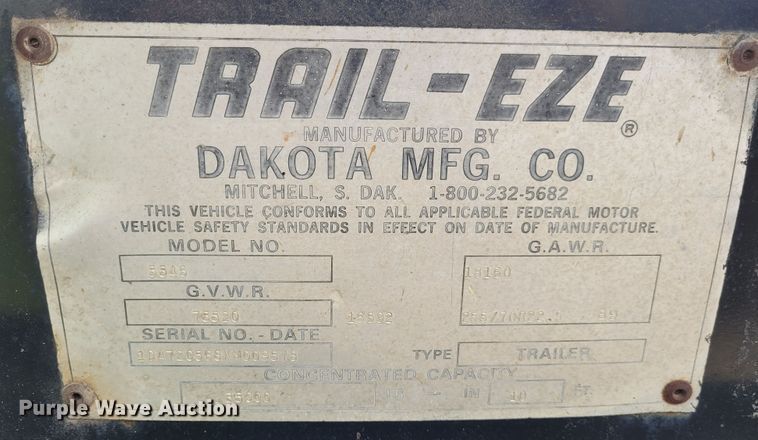 TRAIL-EZE ®
MANUFACTURED BY
DAKOTA MFG. CO.
MITCHELL, S. DAK. 1-800-232-5682
THIS VEHICLE CONFORMS TO ALL APPLICABLE FEDERAL MOTOR
VEHICLE SAFETY STANDARDS IN EFFECT ON DATE OF MANUFACTURE.
MODEL NO. G.A.W.R.
G.V.W.R.
SERIAL NO. - DATE
TYPE TRAILER
CONCENTRATED CAPACITY
LB - IN 10 FT.
Purple Wave Auction